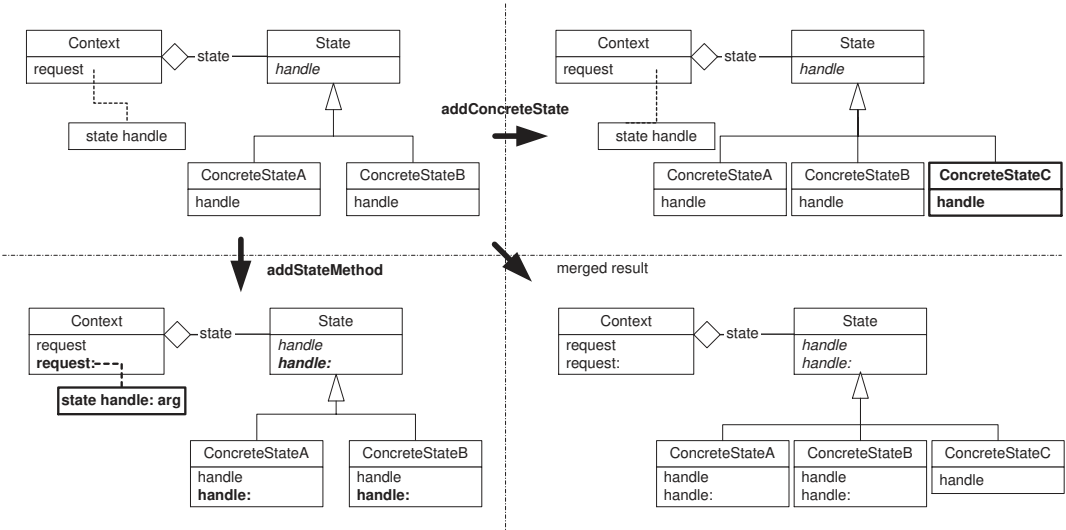 Context
state
State
request
handle
state handle
ConcreteStateA
ConcreteStateB
handle
handle
addConcreteState
Context
state
State
request
handle
state handle
ConcreteStateA
ConcreteStateB
ConcreteStateC
handle
handle
handle
addStateMethod
Context
state
State
request
handle
request:
handle:
state handle: arg
ConcreteStateA
ConcreteStateB
handle
handle
handle:
handle:
merged result
Context
state
State
request
handle
request:
handle:
ConcreteStateA
ConcreteStateB
ConcreteStateC
handle
handle
handle
handle:
handle: